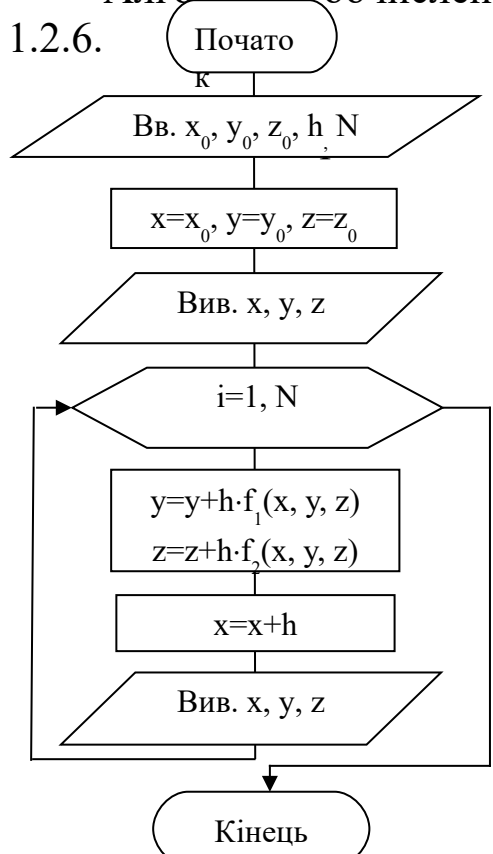 1.2.6.
Почато
к
Вв. x₀, y₀, z₀, h, N
x=x₀, y=y₀, z=z₀
Вив. x, y, z
i=1, N
y=y+h·f₁(x, y, z)
z=z+h·f₂(x, y, z)
x=x+h
Вив. x, y, z
Кінець